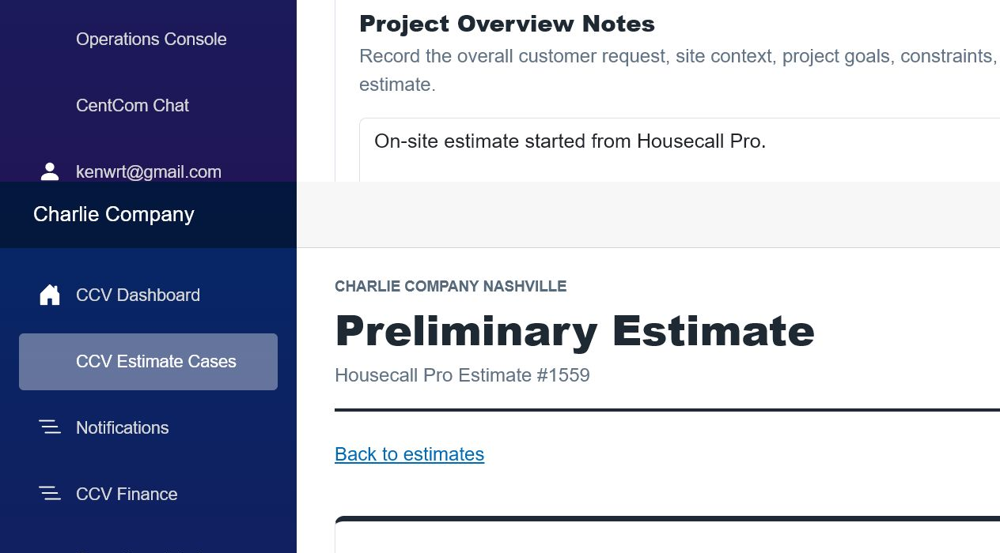 Operations Console
CentCom Chat
kenwrt@gmail.com
Project Overview Notes
Record the overall customer request, site context, project goals, constraints,
estimate.
On-site estimate started from Housecall Pro.
Charlie Company
CCV Dashboard
CCV Estimate Cases
Notifications
CCV Finance
CHARLIE COMPANY NASHVILLE
Preliminary Estimate
Housecall Pro Estimate #1559
Back to estimates